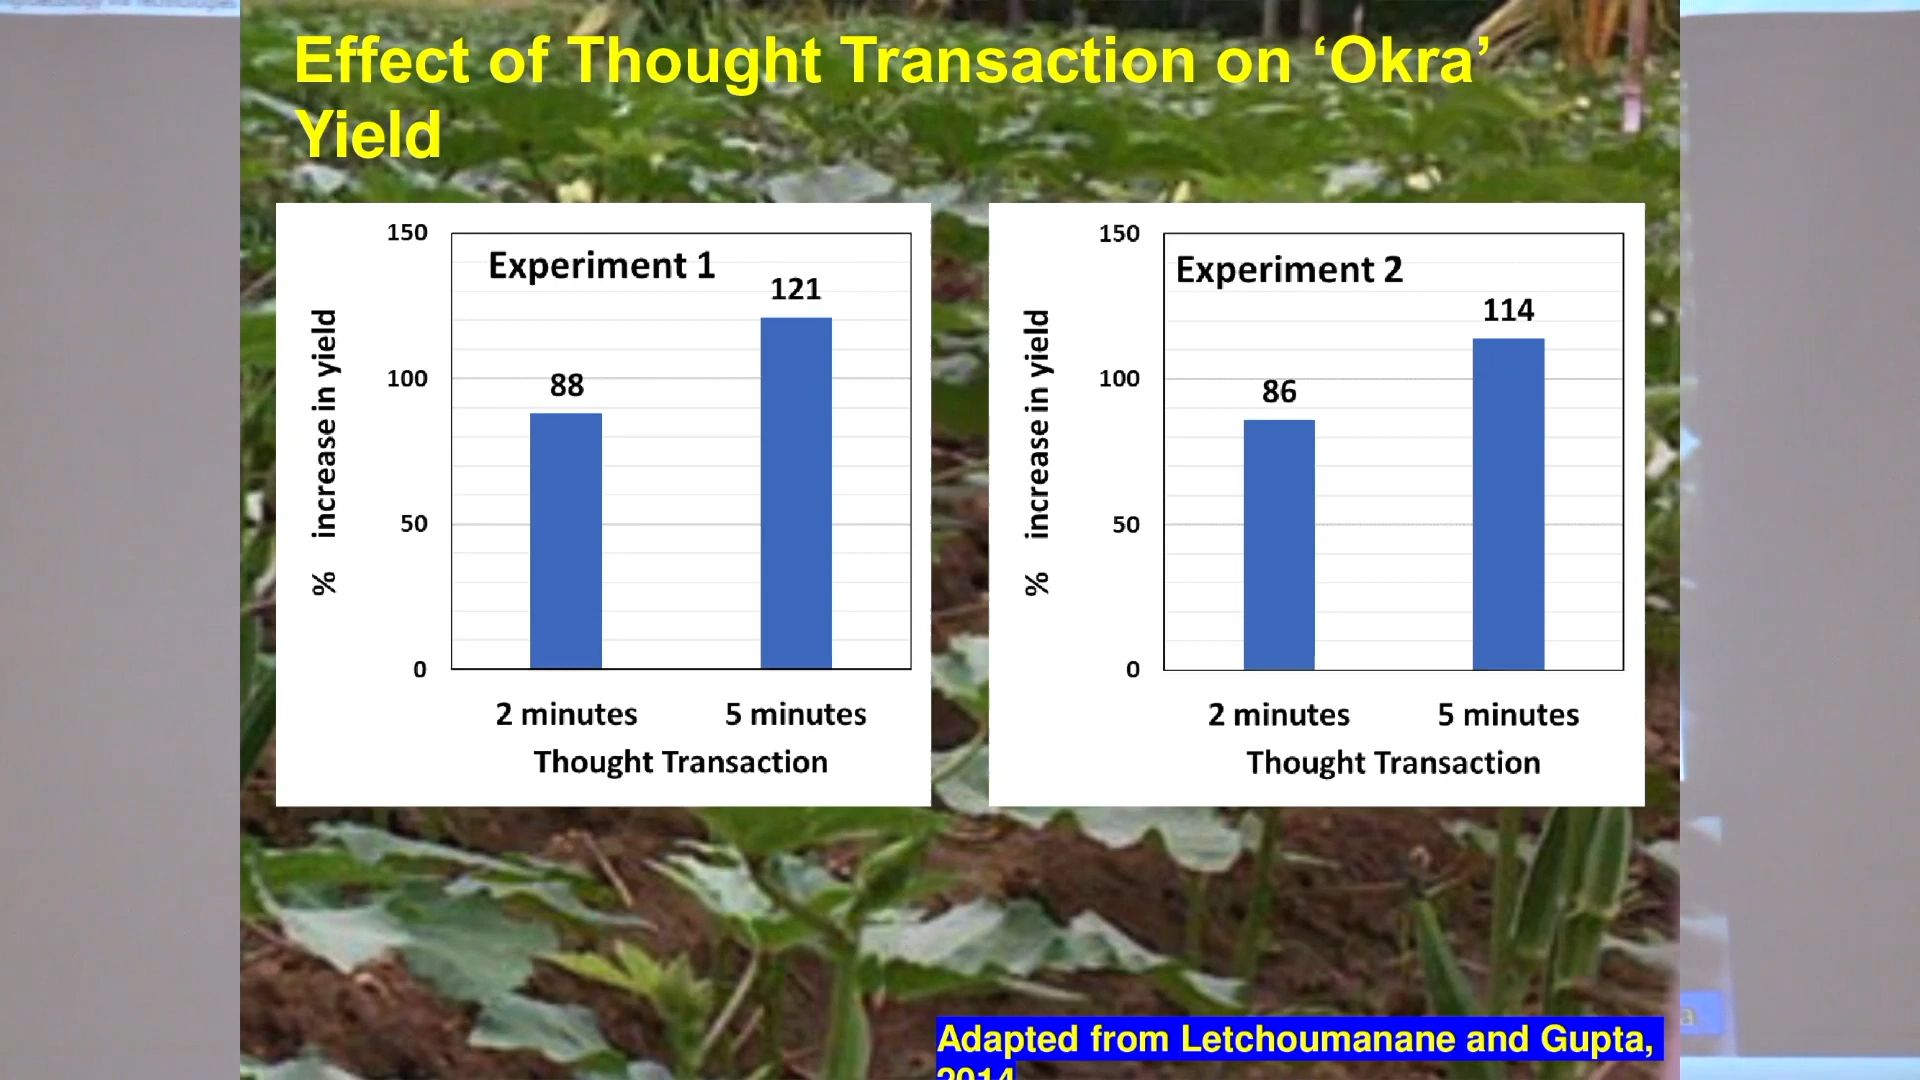 Effect of Thought Transaction on ‘Okra’
Yield
Experiment 1
% increase in yield
150
100
50
0
88
121
2 minutes 5 minutes
Thought Transaction
Experiment 2
% increase in yield
150
100
50
0
86
114
2 minutes 5 minutes
Thought Transaction
Adapted from Letchoumanane and Gupta,
2014